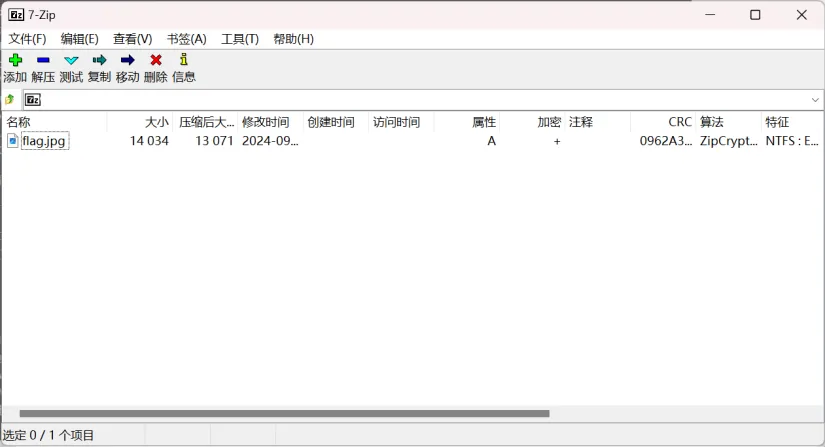 7-Zip
文件(F) 编辑(E) 查看(V) 书签(A) 工具(T) 帮助(H)
添加 解压 测试 复制 移动 删除 信息
名称 大小 压缩后大... 修改时间 创建时间 访问时间 属性 加密 注释 CRC 算法 特征
flag.jpg 14 034 13 071 2024-09... A + 0962A3... ZipCrypt... NTFS : E...
选定 0 / 1 个项目